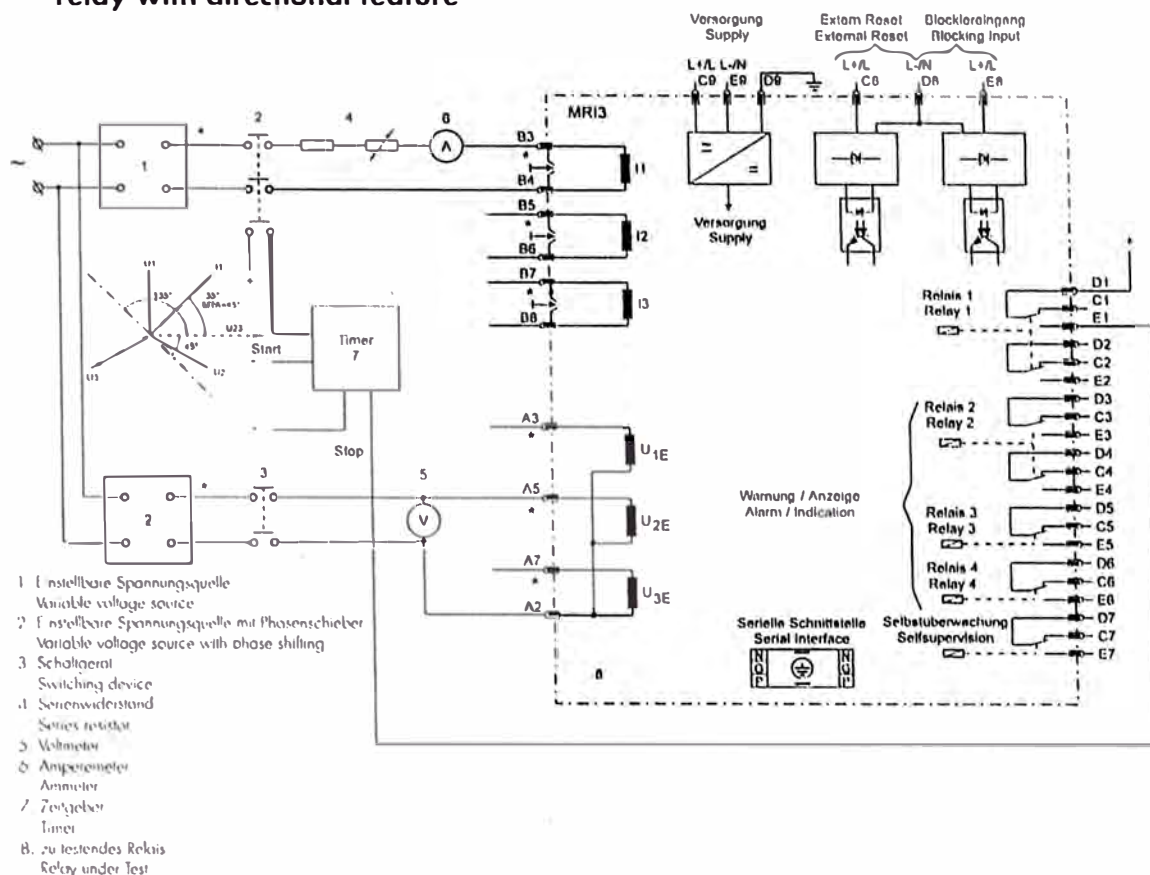 relay with directional feature
Versorgung
Supply
Extern Reset
External Reset
Blockiereingang
Blocking Input
L+/L L-/N
C9 E9 D9
L+/L
C8
L-/N
D8
L+/L
E8
MRI3
~
1
*
2
4
6
A
B3
*
B4
I1
B5
*
B6
I2
B7
*
B8
I3
Versorgung
Supply
I1
U23
45°
Start
Timer
7
Stop
A3
*
U1E
2
*
3
5
V
A5
*
U2E
A7
*
A2
U3E
8
Relais 1
Relay 1
D1
C1
E1
D2
C2
E2
Relais 2
Relay 2
D3
C3
E3
D4
C4
E4
Warnung / Anzeige
Alarm / Indication
Relais 3
Relay 3
D5
C5
E5
Relais 4
Relay 4
D6
C6
E6
Serielle Schnittstelle
Serial Interface
Selbstüberwachung
Selfsupervision
D7
C7
E7
1 Einstellbare Spannungsquelle
Variable voltage source
2 Einstellbare Spannungsquelle mit Phasenschieber
Variable voltage source with phase shifting
3 Schaltgerät
Switching device
4 Serienwiderstand
Series resistor
5 Voltmeter
6 Amperemeter
Ammeter
7 Zeitgeber
Timer
8. zu testendes Relais
Relay under Test